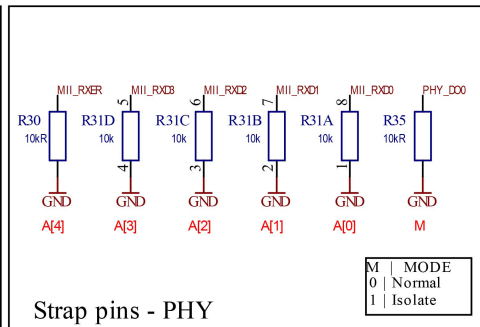 MII_RXER MII_RXD3 MII_RXD2 MII_RXD1 MII_RXD0 PHY_DO0
5 6 7 8
R30 R31D R31C R31B R31A R35
10kR 10k 10k 10k 10k 10kR
4 3 2 1
GND GND GND GND GND GND
A[4] A[3] A[2] A[1] A[0] M
M | MODE
0 | Normal
1 | Isolate
Strap pins - PHY